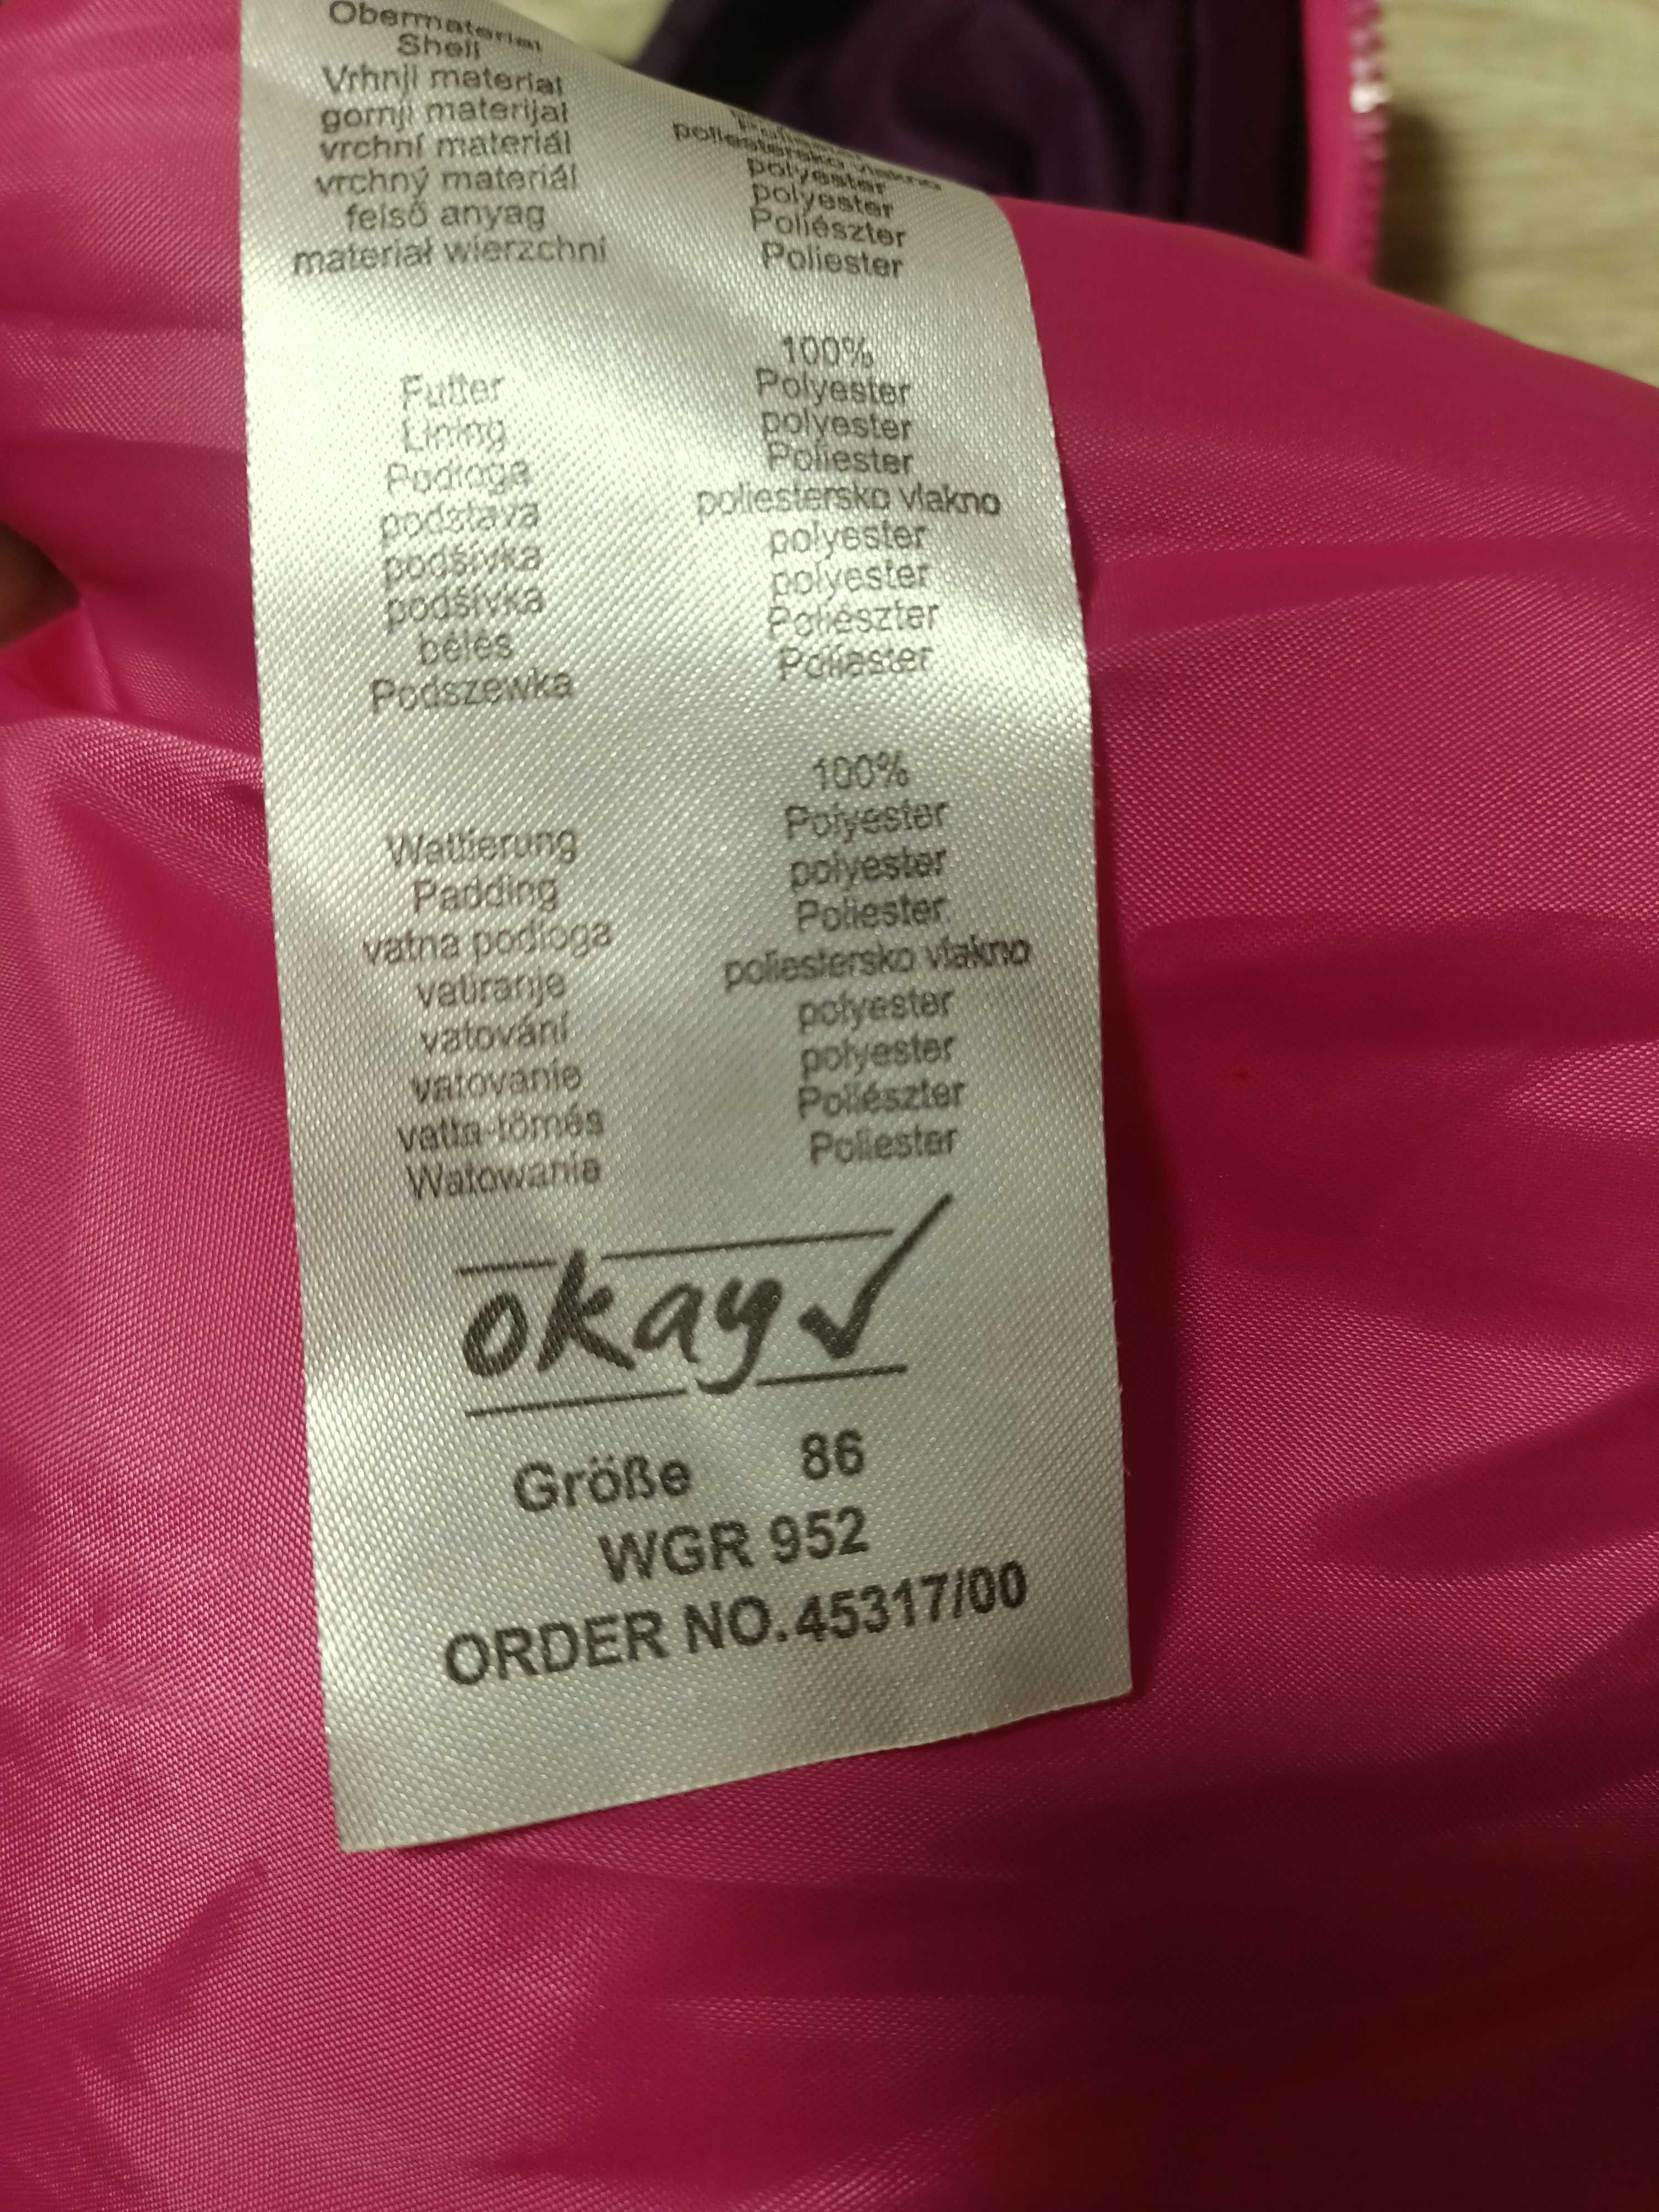 Obermaterial
Shell
Vrhnji material
gornji materijal
vrchní materiál
vrchný materiál
felső anyag
materiał wierzchni
poliestersko vlakno
polyester
polyester
Poliészter
Poliester
100%
Futter
Lining
Podloga
podstava
podšívka
podšívka
bélés
Podszewka
Polyester
polyester
Poliester
poliestersko vlakno
polyester
polyester
Poliészter
Poliester
100%
Wattierung
Padding
vatna podloga
vatiranje
vatování
vatovanie
vatta-tömés
Watowanie
Polyester
polyester
Poliester
poliestersko vlakno
polyester
polyester
Poliészter
Poliester
okay
Größe 86
WGR 952
ORDER NO.45317/00